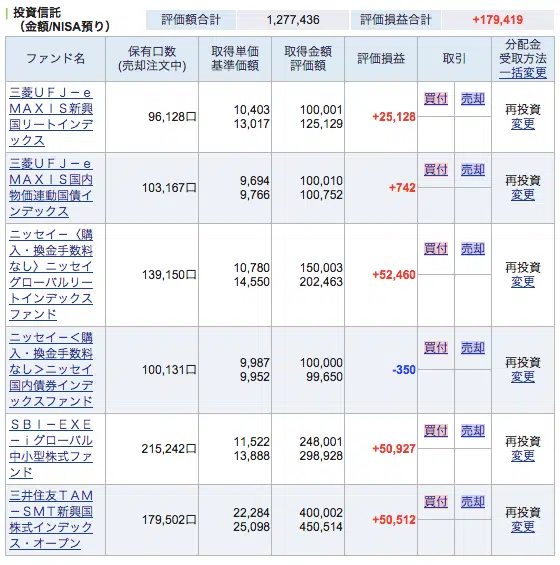 投資信託
(金額/NISA預り)
評価額合計
1,277,436
評価損益合計
+179,419
ファンド名
保有口数
(売却注文中)
取得単価
基準価額
取得金額
評価額
評価損益
取引
分配金
受取方法
一括変更
三菱UFJ-e
MAXIS新興
国リートインデ
ックス
96,128口
10,403
13,017
100,001
125,129
+25,128
買付
売却
再投資
変更
三菱UFJ-e
MAXIS国内
物価連動国債イ
ンデックス
103,167口
9,694
9,766
100,010
100,752
+742
買付
売却
再投資
変更
ニッセイ-〈購
入・換金手数料
なし〉ニッセイ
グローバルリー
トインデックス
ファンド
139,150口
10,780
14,550
150,003
202,463
+52,460
買付
売却
再投資
変更
ニッセイ-<購
入・換金手数料
なし>ニッセイ
国内債券インデ
ックスファンド
100,131口
9,987
9,952
100,000
99,650
-350
買付
売却
再投資
変更
SBI-EXE
-iグローバル
中小型株式ファ
ンド
215,242口
11,522
13,888
248,001
298,928
+50,927
買付
売却
再投資
変更
三井住友TAM
-SMT新興国
株式インデック
ス・オープン
179,502口
22,284
25,098
400,002
450,514
+50,512
買付
売却
再投資
変更